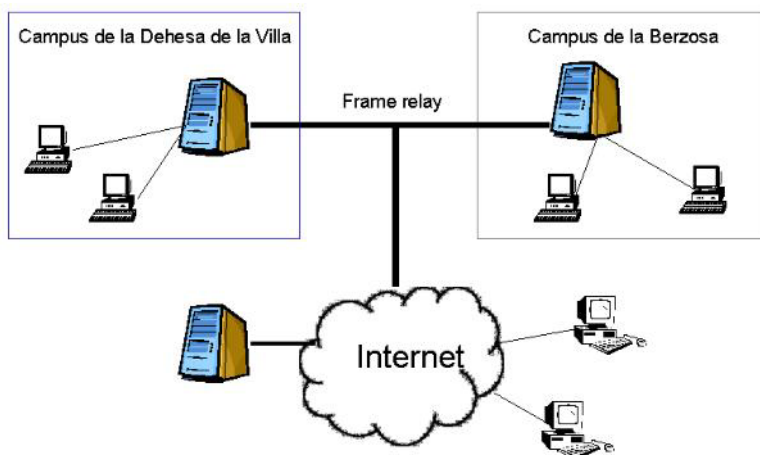 Campus de la Dehesa de la Villa
Campus de la Berzosa
Frame relay
Internet